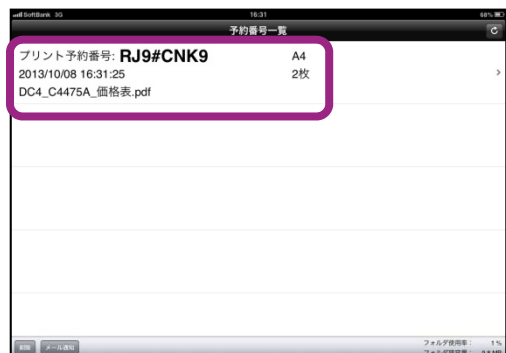 SoftBank 3G 16:31 68%
予約番号一覧
プリント予約番号: RJ9#CNK9 A4
2013/10/08 16:31:25 2枚
DC4_C4475A_価格表.pdf
削除 メール通知 フォルダ使用率: 1%